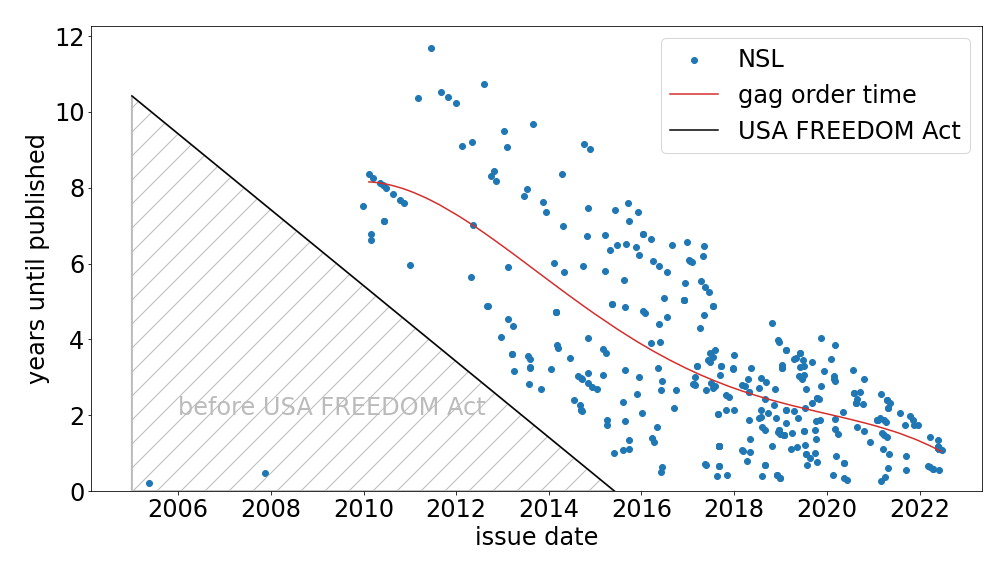 12
10
8
6
4
2
0
years until published
NSL
gag order time
USA FREEDOM Act
before USA FREEDOM Act
2006 2008 2010 2012 2014 2016 2018 2020 2022
issue date